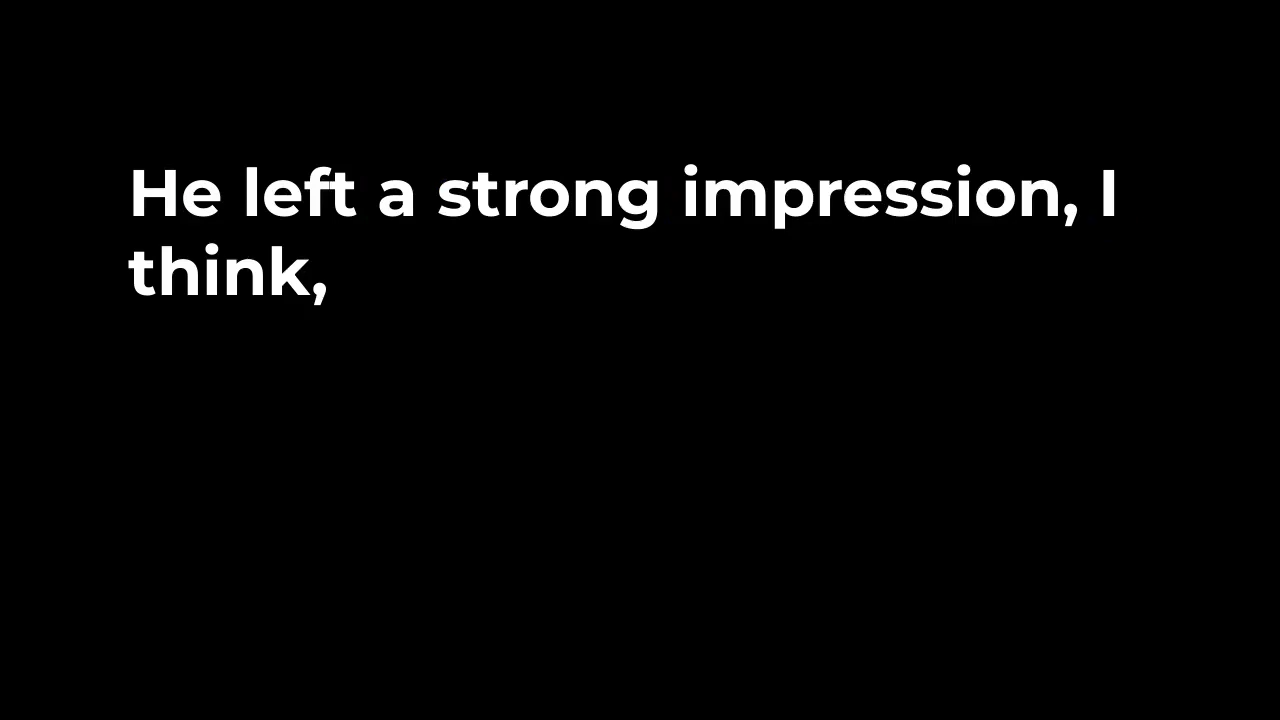 He left a strong impression, I
think,